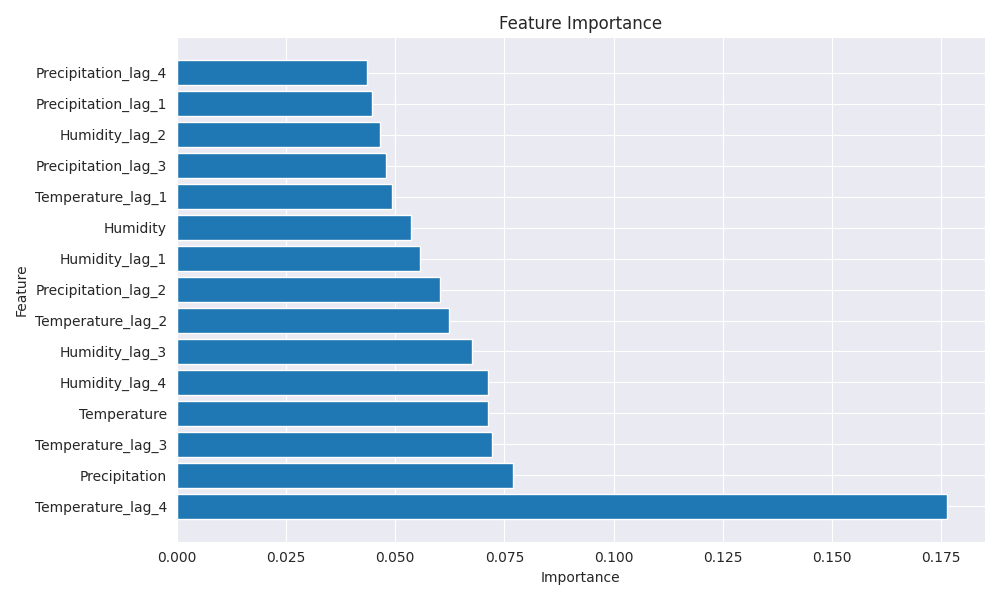 Feature Importance
Precipitation_lag_4
Precipitation_lag_1
Humidity_lag_2
Precipitation_lag_3
Temperature_lag_1
Humidity
Humidity_lag_1
Precipitation_lag_2
Temperature_lag_2
Humidity_lag_3
Humidity_lag_4
Temperature
Temperature_lag_3
Precipitation
Temperature_lag_4
Feature
0.000 0.025 0.050 0.075 0.100 0.125 0.150 0.175
Importance